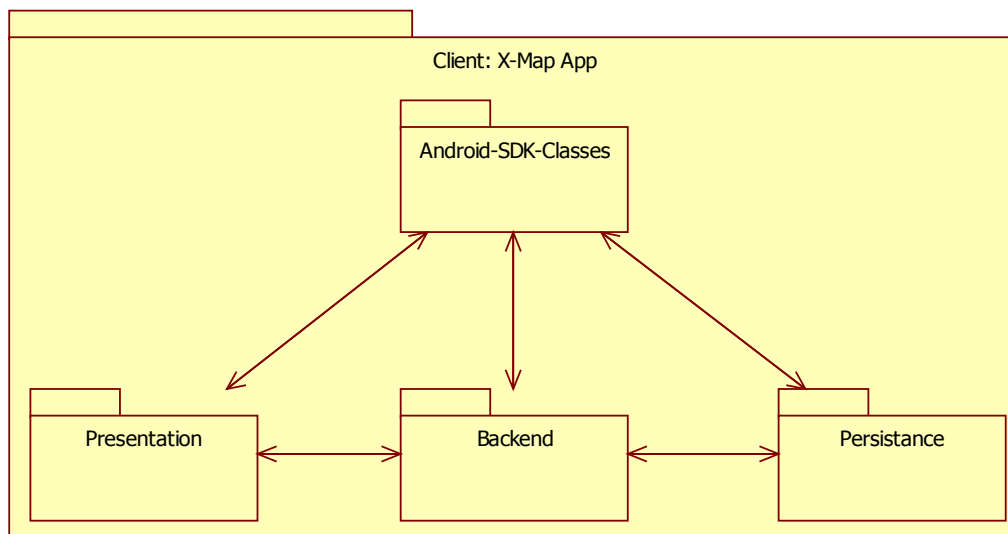 Client: X-Map App
Android-SDK-Classes
Presentation
Backend
Persistance